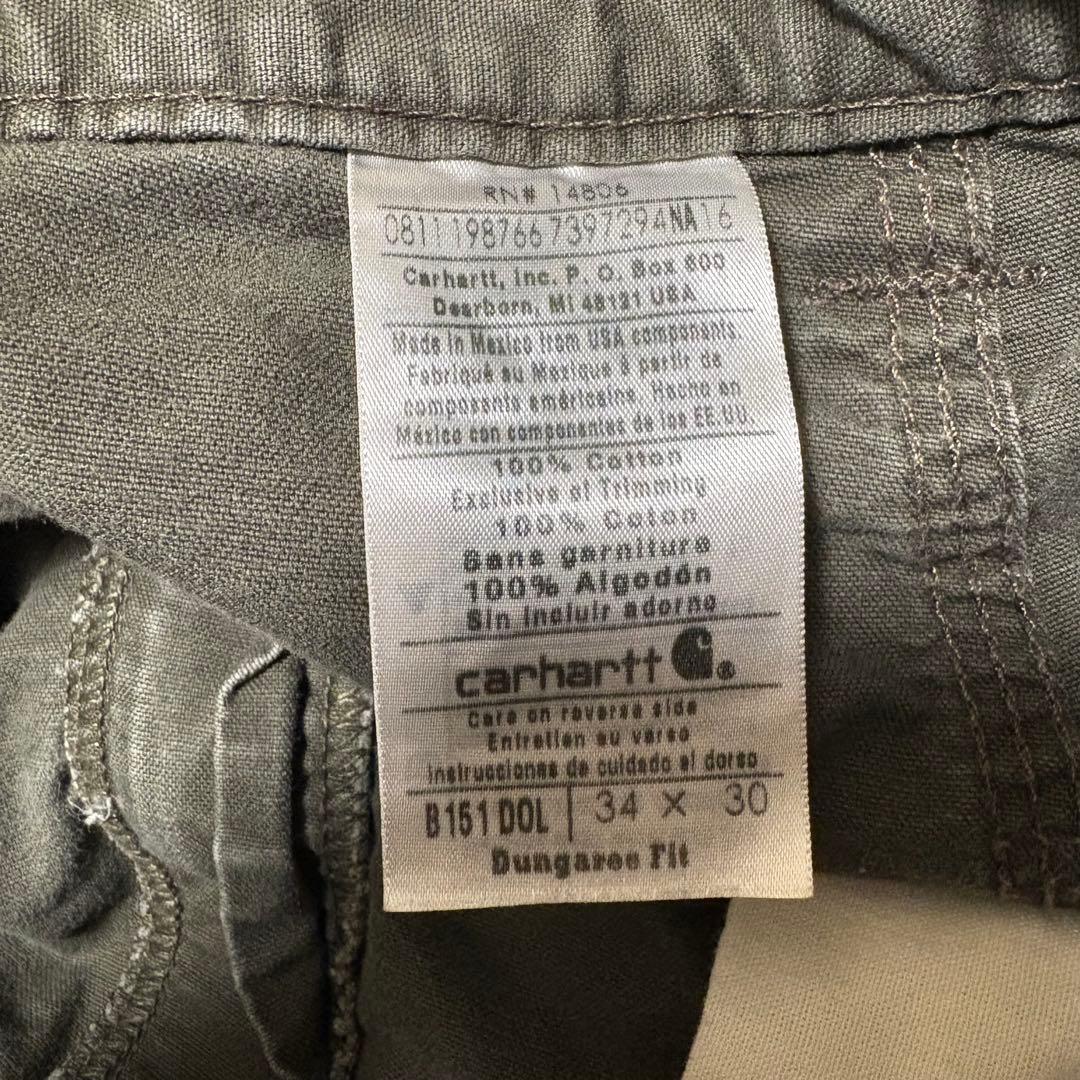 RN# 14806
0811 198766 7397294NA16
Carhartt, Inc. P. O. Box 600
Dearborn, MI 48121 USA
Made in Mexico from USA components.
Fabriqué au Mexique à partir de
composants américains. Hecho en
México con componentes de los EE.UU.
100% Cotton
Exclusive of Trimming
100% Coton
Sans garniture
100% Algodón
Sin incluir adorno
carhartt ®
Care on reverse side
Entretien au verso
Instrucciones de cuidado al dorso
B151 DOL 34 × 30
Dungaree Fit